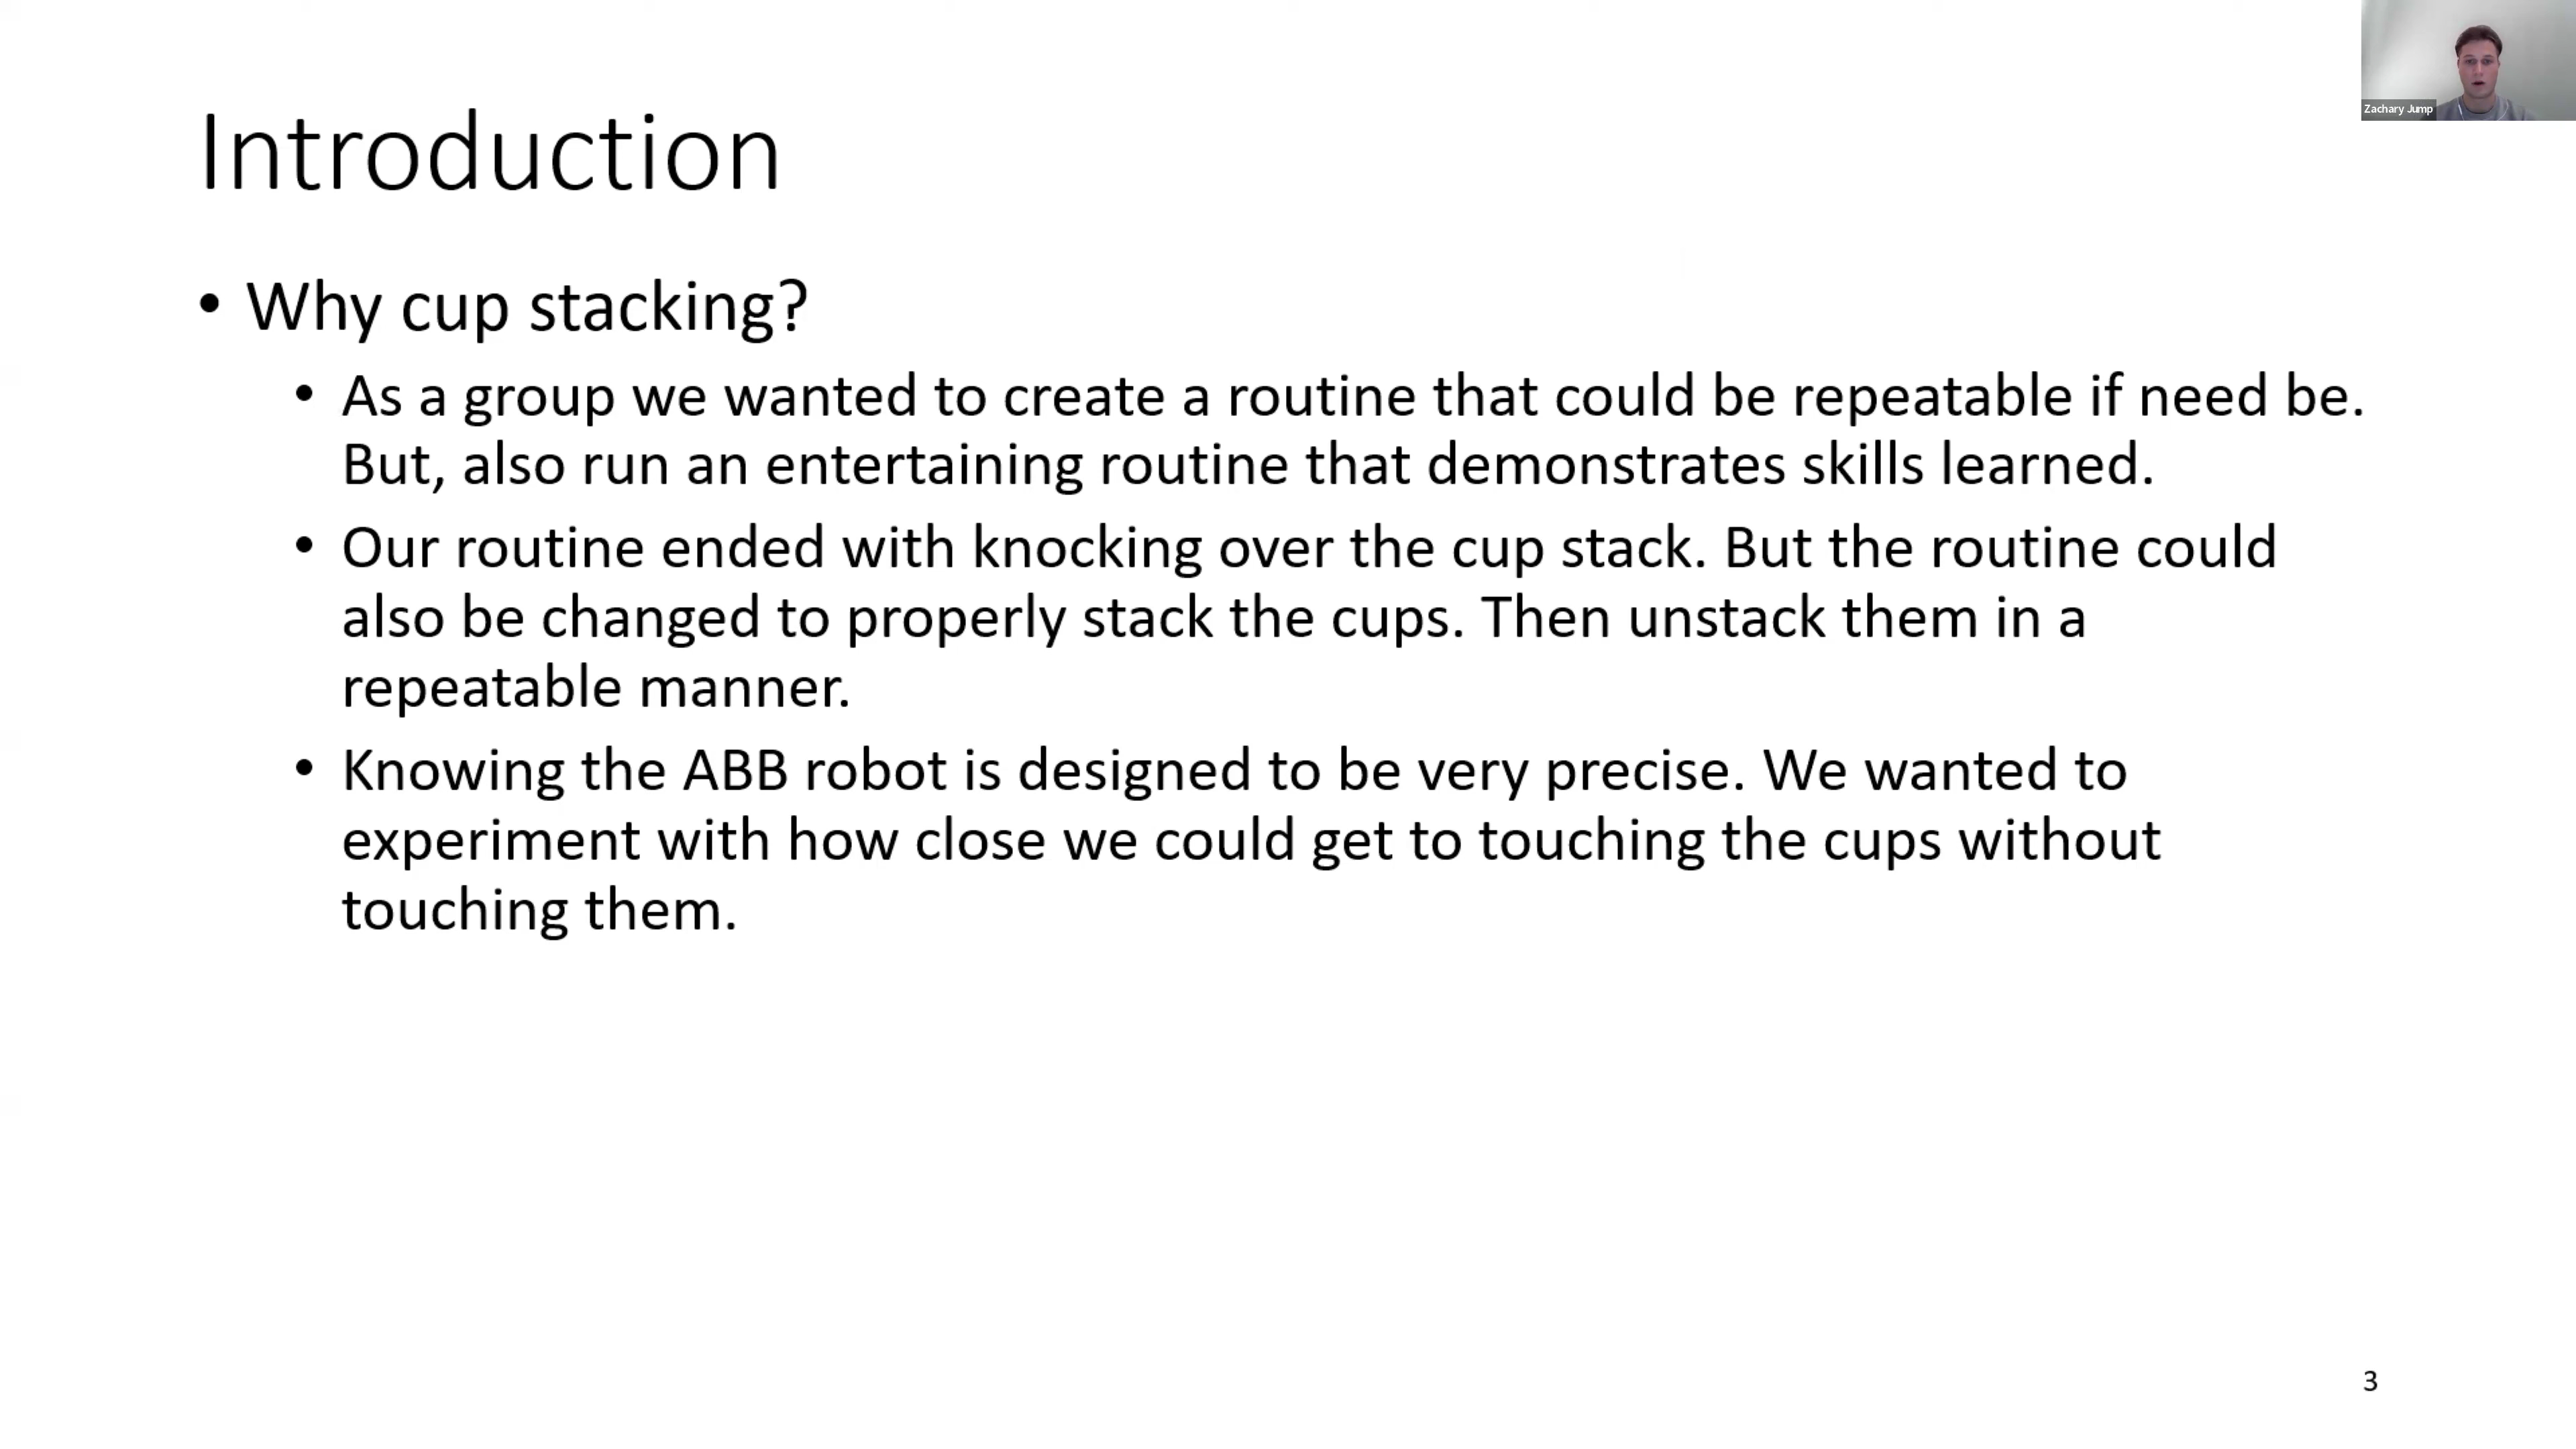 Zachary Jump
Introduction
• Why cup stacking?
• As a group we wanted to create a routine that could be repeatable if need be.
But, also run an entertaining routine that demonstrates skills learned.
• Our routine ended with knocking over the cup stack. But the routine could
also be changed to properly stack the cups. Then unstack them in a
repeatable manner.
• Knowing the ABB robot is designed to be very precise. We wanted to
experiment with how close we could get to touching the cups without
touching them.
3